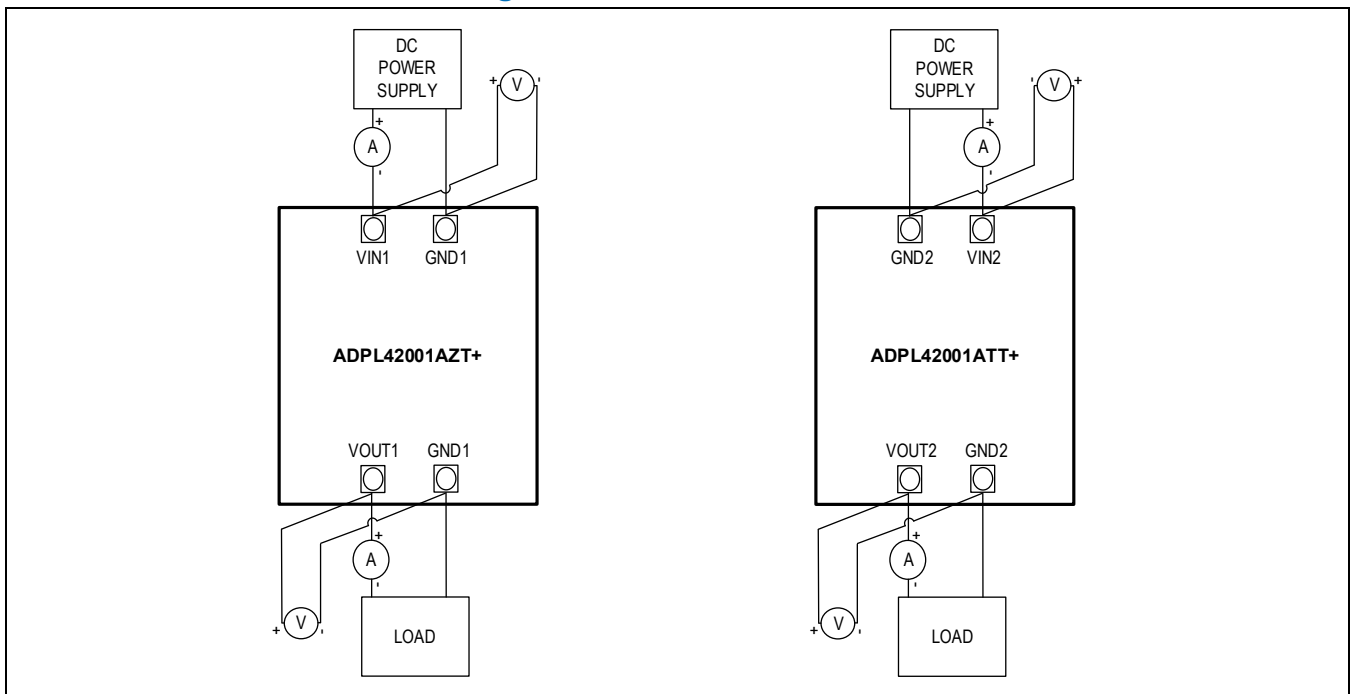 DC
POWER
SUPPLY
+ V -
+
A
-
VIN1 GND1
ADPL42001AZT+
VOUT1 GND1
+
A
-
+ V -
LOAD
DC
POWER
SUPPLY
- V +
+
A
-
GND2 VIN2
ADPL42001ATT+
VOUT2 GND2
+
A
-
+ V -
LOAD